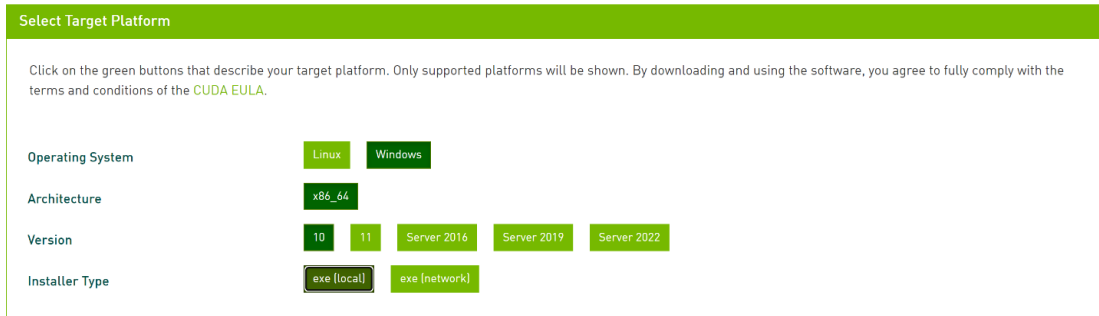 Select Target Platform
Click on the green buttons that describe your target platform. Only supported platforms will be shown. By downloading and using the software, you agree to fully comply with the
terms and conditions of the CUDA EULA.
Operating System Linux Windows
Architecture x86_64
Version 10 11 Server 2016 Server 2019 Server 2022
Installer Type exe (local) exe (network)